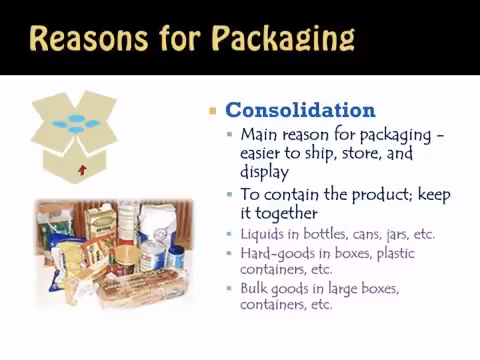 Reasons for Packaging
Consolidation
Main reason for packaging -
easier to ship, store, and
display
To contain the product; keep
it together
Liquids in bottles, cans, jars, etc.
Hard-goods in boxes, plastic
containers, etc.
Bulk goods in large boxes,
containers, etc.